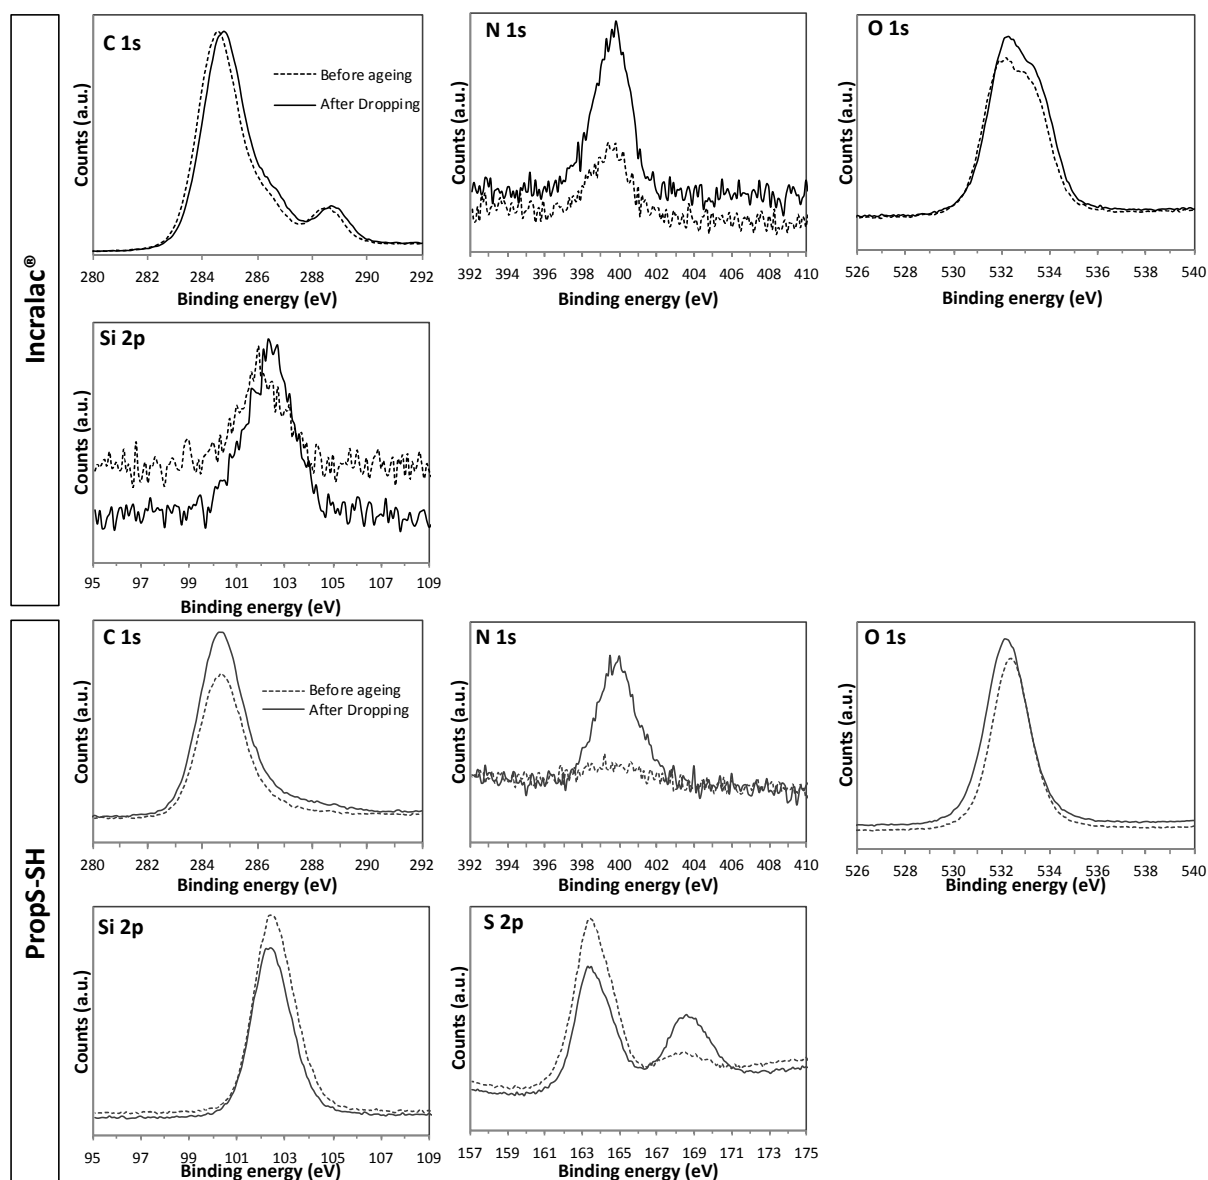 Incralac®
C 1s
Before ageing
After Dropping
Counts (a.u.)
280 282 284 286 288 290 292
Binding energy (eV)
N 1s
Counts (a.u.)
392 394 396 398 400 402 404 406 408 410
Binding energy (eV)
O 1s
Counts (a.u.)
526 528 530 532 534 536 538 540
Binding energy (eV)
Si 2p
Counts (a.u.)
95 97 99 101 103 105 107 109
Binding energy (eV)
PropS-SH
C 1s
Before ageing
After Dropping
Counts (a.u.)
280 282 284 286 288 290 292
Binding energy (eV)
N 1s
Counts (a.u.)
392 394 396 398 400 402 404 406 408 410
Binding energy (eV)
O 1s
Counts (a.u.)
526 528 530 532 534 536 538 540
Binding energy (eV)
Si 2p
Counts (a.u.)
95 97 99 101 103 105 107 109
Binding energy (eV)
S 2p
Counts (a.u.)
157 159 161 163 165 167 169 171 173 175
Binding energy (eV)